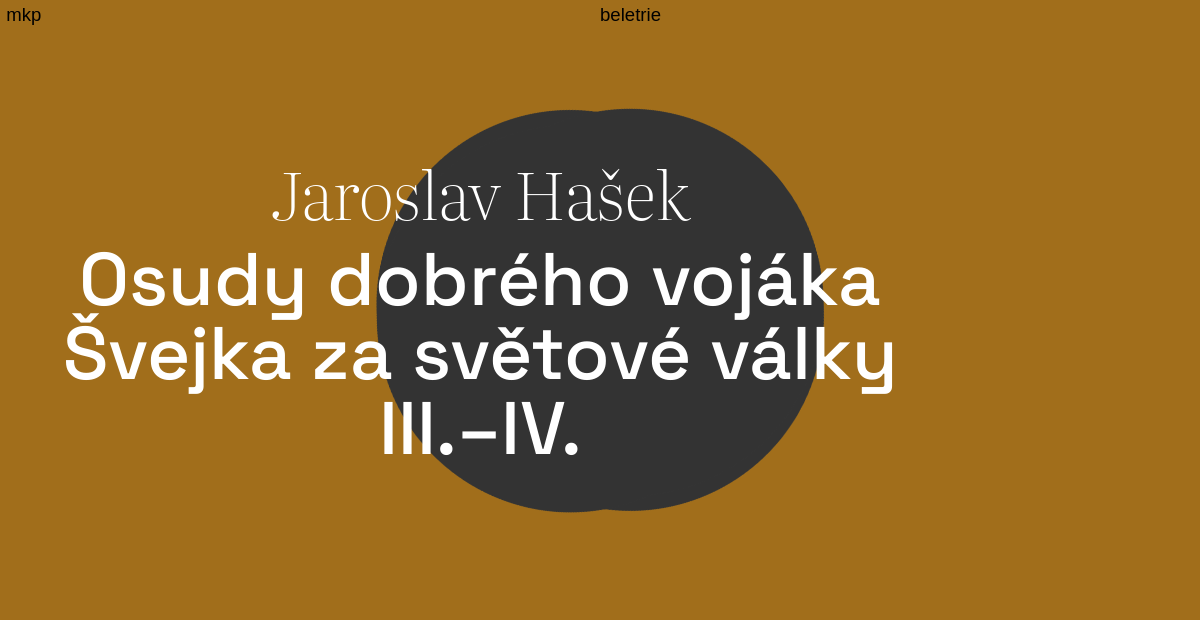 mkp
beletrie
Jaroslav Hašek
Osudy dobrého vojáka
Švejka za světové války
III.–IV.